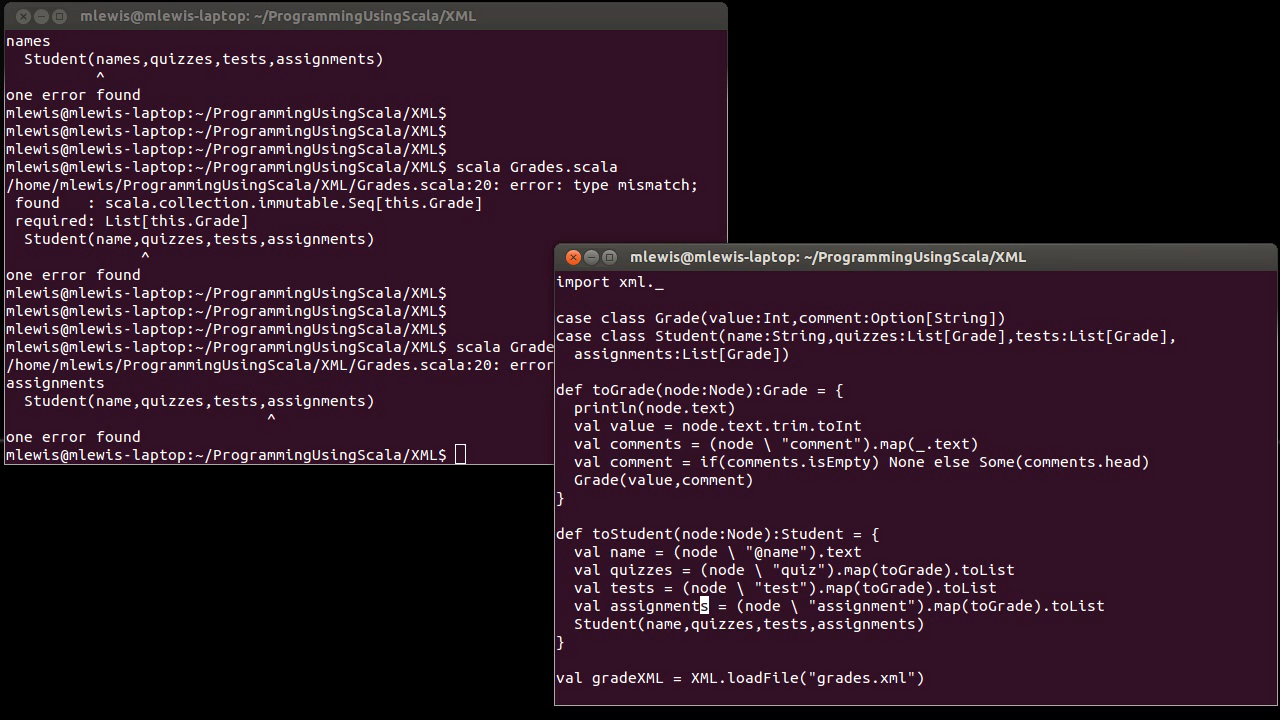 mlewis@mlewis-laptop: ~/ProgrammingUsingScala/XML
names
  Student(names,quizzes,tests,assignments)
          ^
one error found
mlewis@mlewis-laptop:~/ProgrammingUsingScala/XML$
mlewis@mlewis-laptop:~/ProgrammingUsingScala/XML$
mlewis@mlewis-laptop:~/ProgrammingUsingScala/XML$
mlewis@mlewis-laptop:~/ProgrammingUsingScala/XML$ scala Grades.scala
/home/mlewis/ProgrammingUsingScala/XML/Grades.scala:20: error: type mismatch;
 found   : scala.collection.immutable.Seq[this.Grade]
 required: List[this.Grade]
  Student(name,quizzes,tests,assignments)
               ^
one error found
mlewis@mlewis-laptop:~/ProgrammingUsingScala/XML$
mlewis@mlewis-laptop:~/ProgrammingUsingScala/XML$
mlewis@mlewis-laptop:~/ProgrammingUsingScala/XML$
mlewis@mlewis-laptop:~/ProgrammingUsingScala/XML$ scala Grade
/home/mlewis/ProgrammingUsingScala/XML/Grades.scala:20: error
assignments
  Student(name,quizzes,tests,assignments)
                             ^
one error found
mlewis@mlewis-laptop:~/ProgrammingUsingScala/XML$
mlewis@mlewis-laptop: ~/ProgrammingUsingScala/XML
import xml._
case class Grade(value:Int,comment:Option[String])
case class Student(name:String,quizzes:List[Grade],tests:List[Grade],
  assignments:List[Grade])
def toGrade(node:Node):Grade = {
  println(node.text)
  val value = node.text.trim.toInt
  val comments = (node \ "comment").map(_.text)
  val comment = if(comments.isEmpty) None else Some(comments.head)
  Grade(value,comment)
}
def toStudent(node:Node):Student = {
  val name = (node \ "@name").text
  val quizzes = (node \ "quiz").map(toGrade).toList
  val tests = (node \ "test").map(toGrade).toList
  val assignments = (node \ "assignment").map(toGrade).toList
  Student(name,quizzes,tests,assignments)
}
val gradeXML = XML.loadFile("grades.xml")